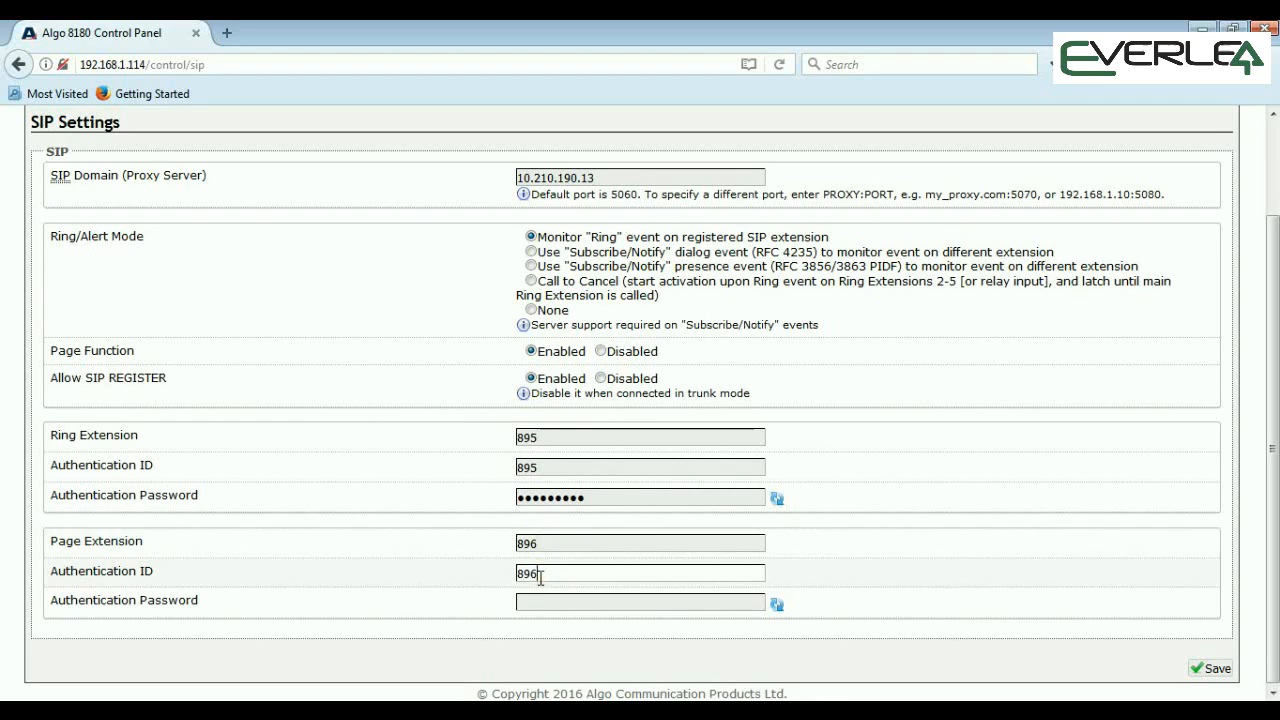 Algo 8180 Control Panel
192.168.1.114/control/sip
Search
EVERLEA
Most Visited
Getting Started
SIP Settings
SIP
SIP Domain (Proxy Server)
10.210.190.13
Default port is 5060. To specify a different port, enter PROXY:PORT, e.g. my_proxy.com:5070, or 192.168.1.10:5080.
Ring/Alert Mode
Monitor "Ring" event on registered SIP extension
Use "Subscribe/Notify" dialog event (RFC 4235) to monitor event on different extension
Use "Subscribe/Notify" presence event (RFC 3856/3863 PIDF) to monitor event on different extension
Call to Cancel (start activation upon Ring event on Ring Extensions 2-5 [or relay input], and latch until main
Ring Extension is called)
None
Server support required on "Subscribe/Notify" events
Page Function
Enabled Disabled
Allow SIP REGISTER
Enabled Disabled
Disable it when connected in trunk mode
Ring Extension
895
Authentication ID
895
Authentication Password
•••••••••
Page Extension
896
Authentication ID
896
Authentication Password
Save
© Copyright 2016 Algo Communication Products Ltd.